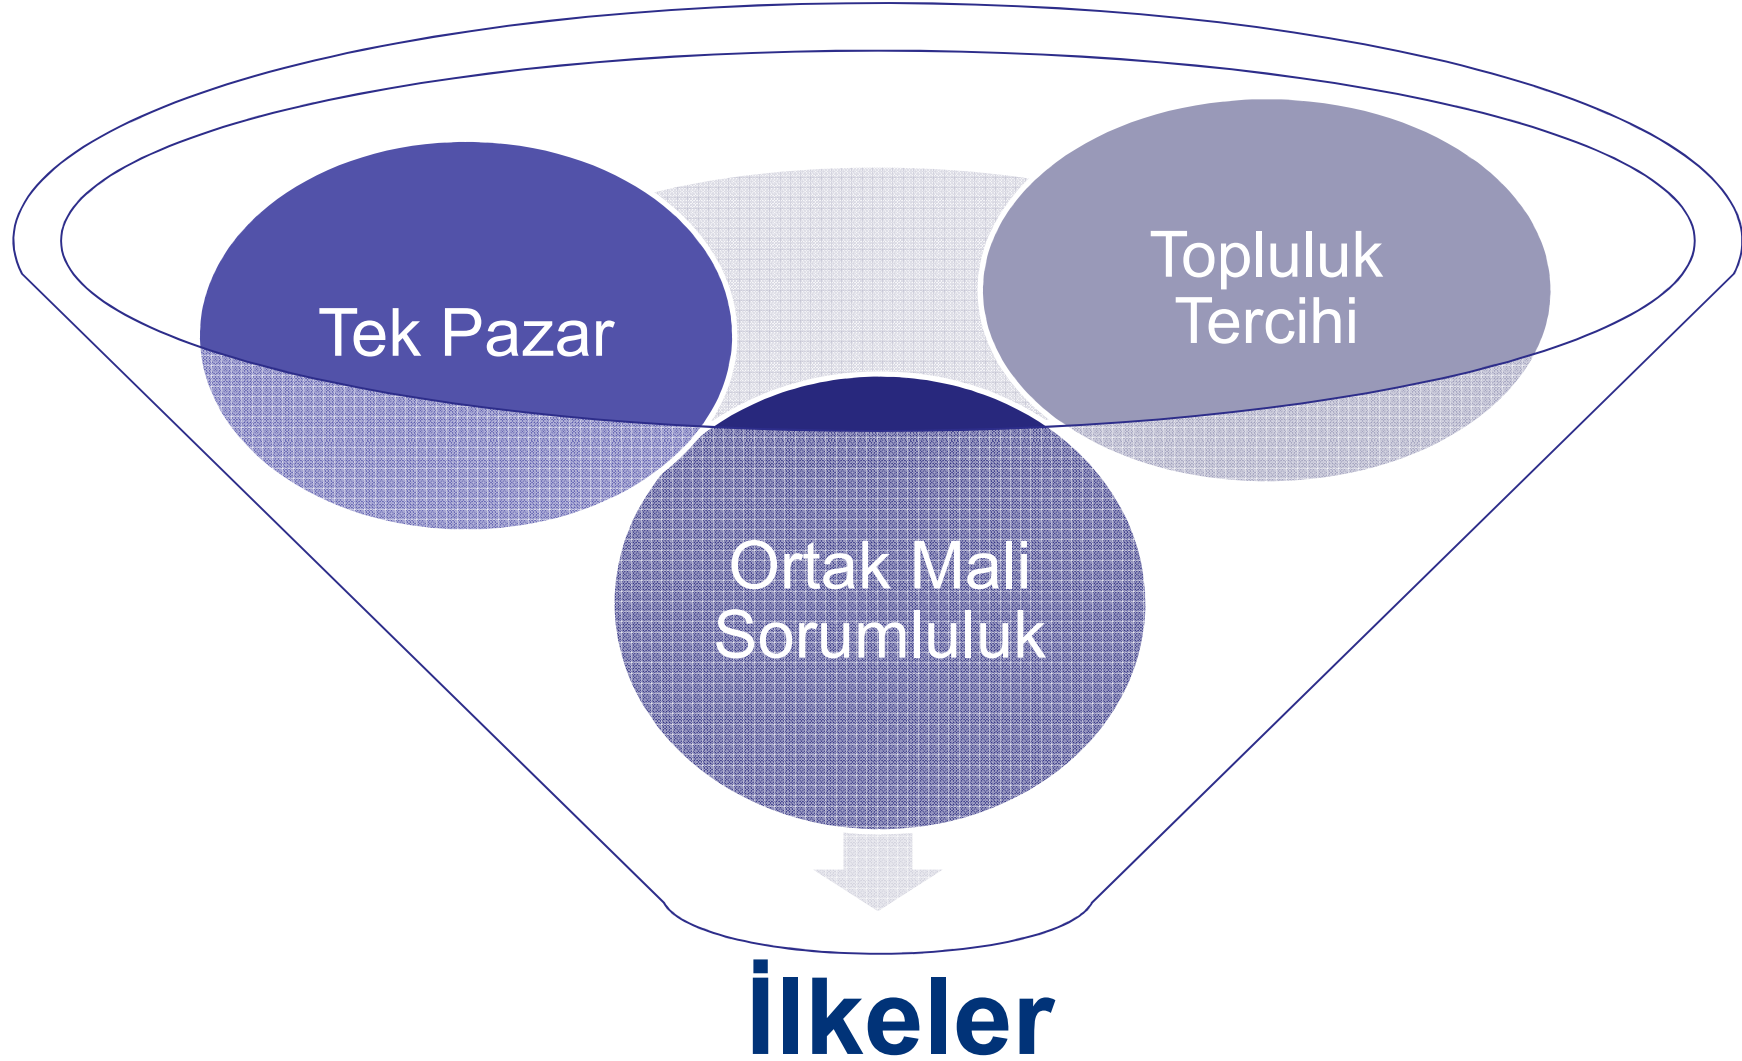 Tek Pazar
Topluluk
Tercihi
Ortak Mali
Sorumluluk
İlkeler